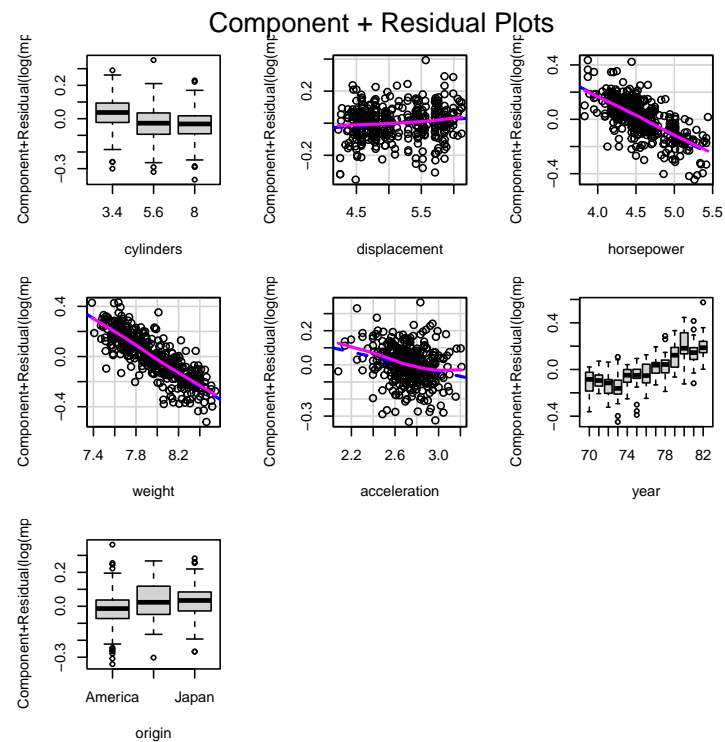 Component + Residual Plots
Component+Residual(log(mp
0.2
0.0
−0.3
3.4 5.6 8
cylinders
Component+Residual(log(mp
0.2
−0.2
4.5 5.5
displacement
Component+Residual(log(mp
0.4
0.0
−0.4
4.0 4.5 5.0 5.5
horsepower
Component+Residual(log(mp
0.4
0.0
−0.4
7.4 7.8 8.2
weight
Component+Residual(log(mp
0.2
0.0
−0.3
2.2 2.6 3.0
acceleration
Component+Residual(log(mp
0.4
0.0
−0.4
70 74 78 82
year
Component+Residual(log(mp
0.2
0.0
−0.3
America Japan
origin